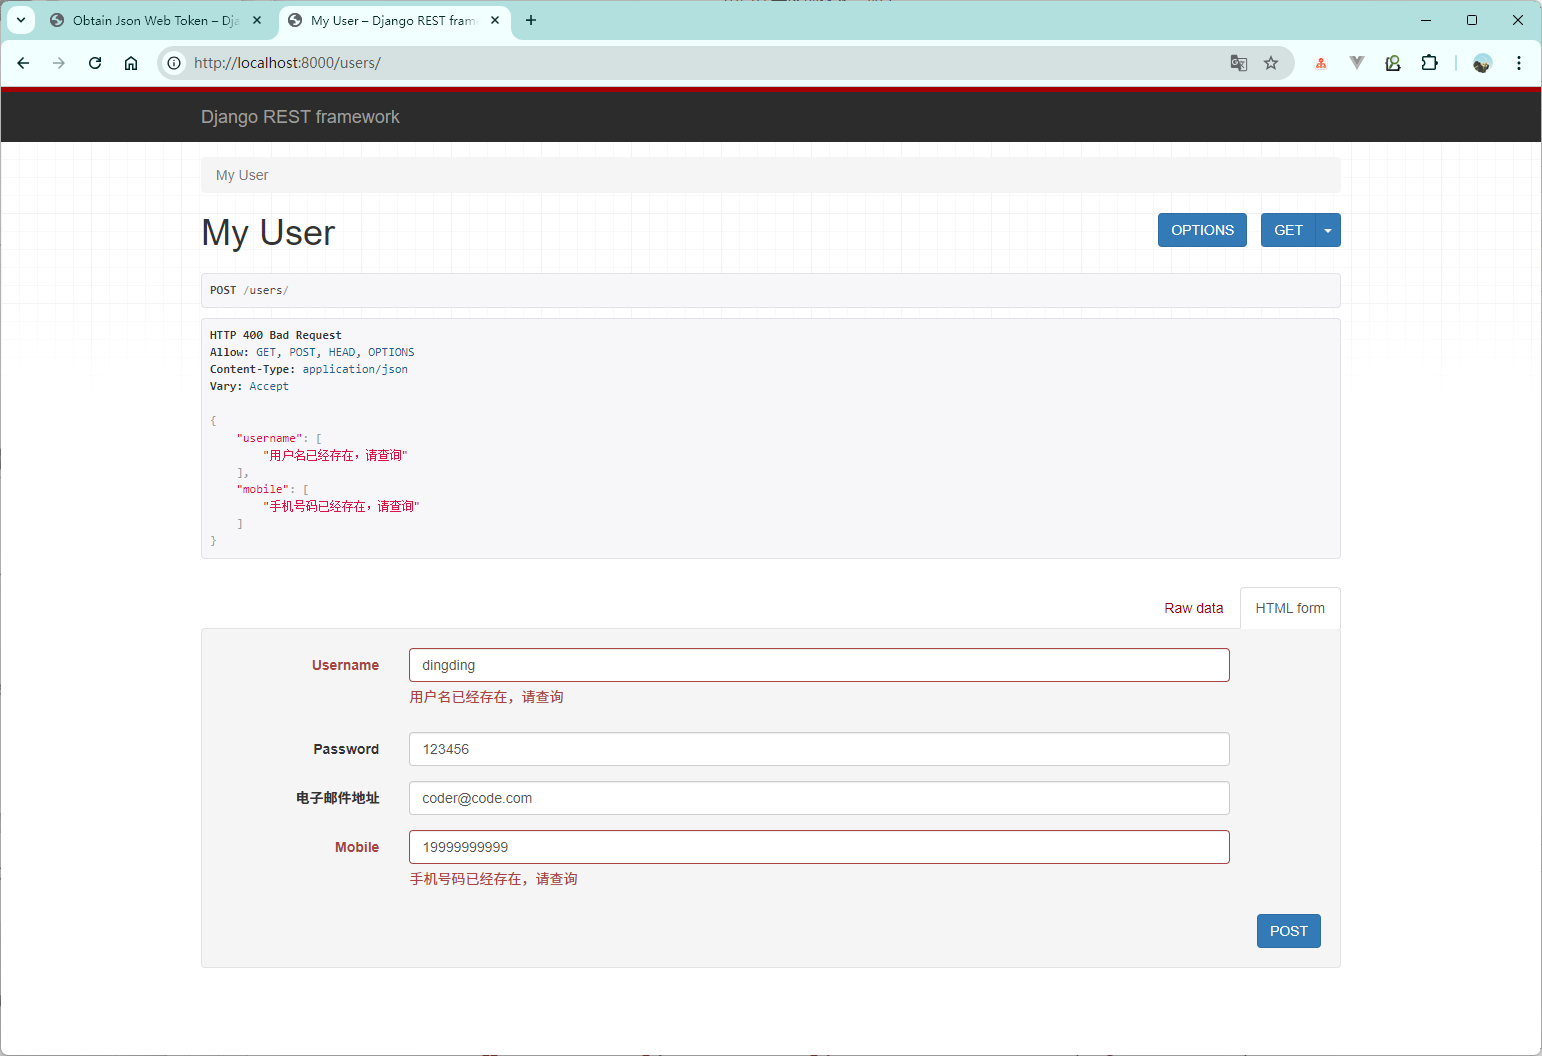 Obtain Json Web Token – Dja
My User – Django REST fram
http://localhost:8000/users/
Django REST framework
My User
My User
OPTIONS
GET
POST /users/
HTTP 400 Bad Request
Allow: GET, POST, HEAD, OPTIONS
Content-Type: application/json
Vary: Accept
{
"username": [
"用户名已经存在，请查询"
],
"mobile": [
"手机号码已经存在，请查询"
]
}
Raw data
HTML form
Username
dingding
用户名已经存在，请查询
Password
123456
电子邮件地址
coder@code.com
Mobile
19999999999
手机号码已经存在，请查询
POST